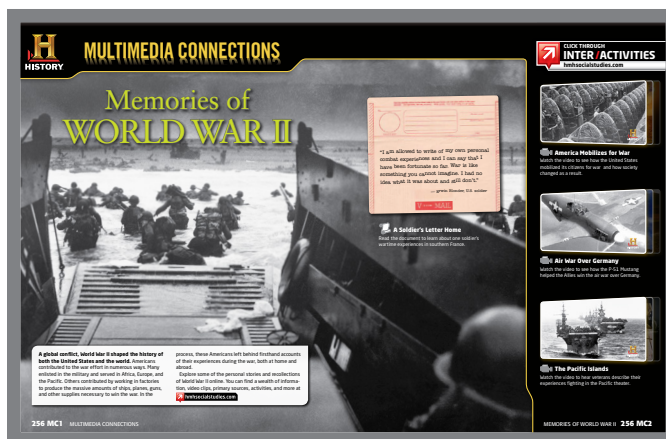 H
HISTORY
MULTIMEDIA CONNECTIONS
Memories of
WORLD WAR II
"I am allowed to write of my own personal
combat experiences and I can say that I
have been fortunate so far. War is like
something you cannot imagine. I had no
idea what it was about and still don't."
Blonder, U.S. soldier
V MAIL
A Soldier's Letter Home
Read the document to learn about one soldier's
wartime experiences in southern France.
A global conflict, World War II shaped the history of
both the United States and the world. Americans
contributed to the war effort in numerous ways. Many
enlisted in the military and served in Africa, Europe, and
the Pacific. Others contributed by working in factories
to produce the massive amounts of ships, planes, guns,
and other supplies necessary to win the war. In the
process, these Americans left behind firsthand accounts
of their experiences during the war, both at home and
abroad.
Explore some of the personal stories and recollections
of World War II online. You can find a wealth of informa-
tion, video clips, primary sources, activities, and more at
hmhsocialstudies.com
256 MC1 MULTIMEDIA CONNECTIONS
CLICK THROUGH
INTER/ACTIVITIES
hmhsocialstudies.com
H
America Mobilizes for War
Watch the video to see how the United States
mobilized its citizens for war and how society
changed as a result.
H
Air War Over Germany
Watch the video to see how the P-51 Mustang
helped the Allies win the air war over Germany.
H
The Pacific Islands
Watch the video to hear veterans describe their
experiences fighting in the Pacific theater.
MEMORIES OF WORLD WAR II 256 MC2